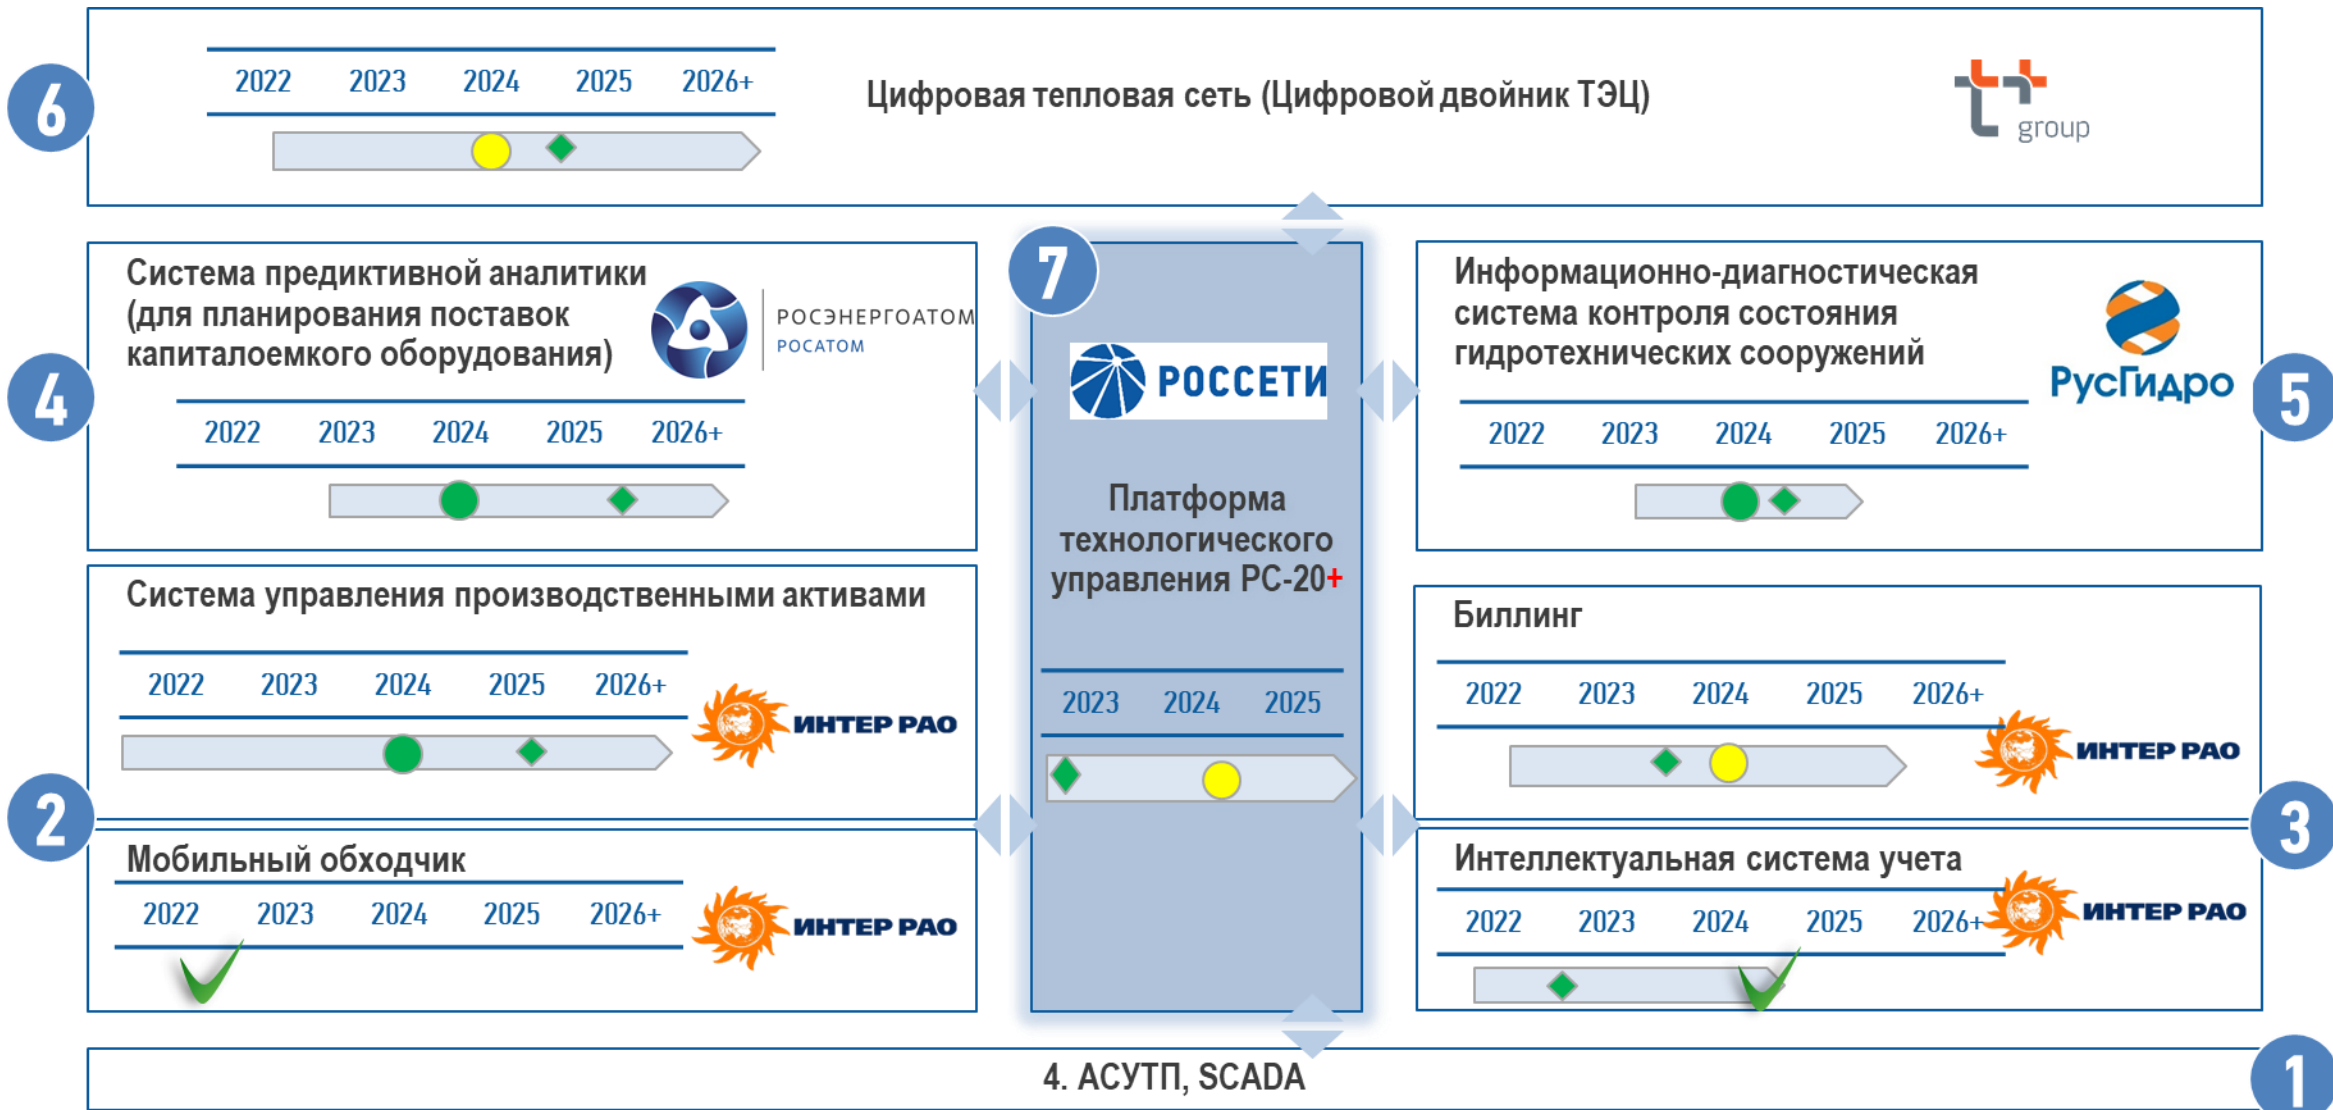 6
2022 2023 2024 2025 2026+
Цифровая тепловая сеть (Цифровой двойник ТЭЦ)
group
4
Система предиктивной аналитики
(для планирования поставок
капиталоемкого оборудования)
РОСЭНЕРГОАТОМ
РОСАТОМ
2022 2023 2024 2025 2026+
7
РОССЕТИ
Платформа
технологического
управления РС-20+
2023 2024 2025
5
Информационно-диагностическая
система контроля состояния
гидротехнических сооружений
РусГидро
2022 2023 2024 2025 2026+
2
Система управления производственными активами
2022 2023 2024 2025 2026+
ИНТЕР РАО
Мобильный обходчик
2022 2023 2024 2025 2026+
ИНТЕР РАО
3
Биллинг
2022 2023 2024 2025 2026+
ИНТЕР РАО
Интеллектуальная система учета
2022 2023 2024 2025 2026+
ИНТЕР РАО
4. АСУТП, SCADA
1